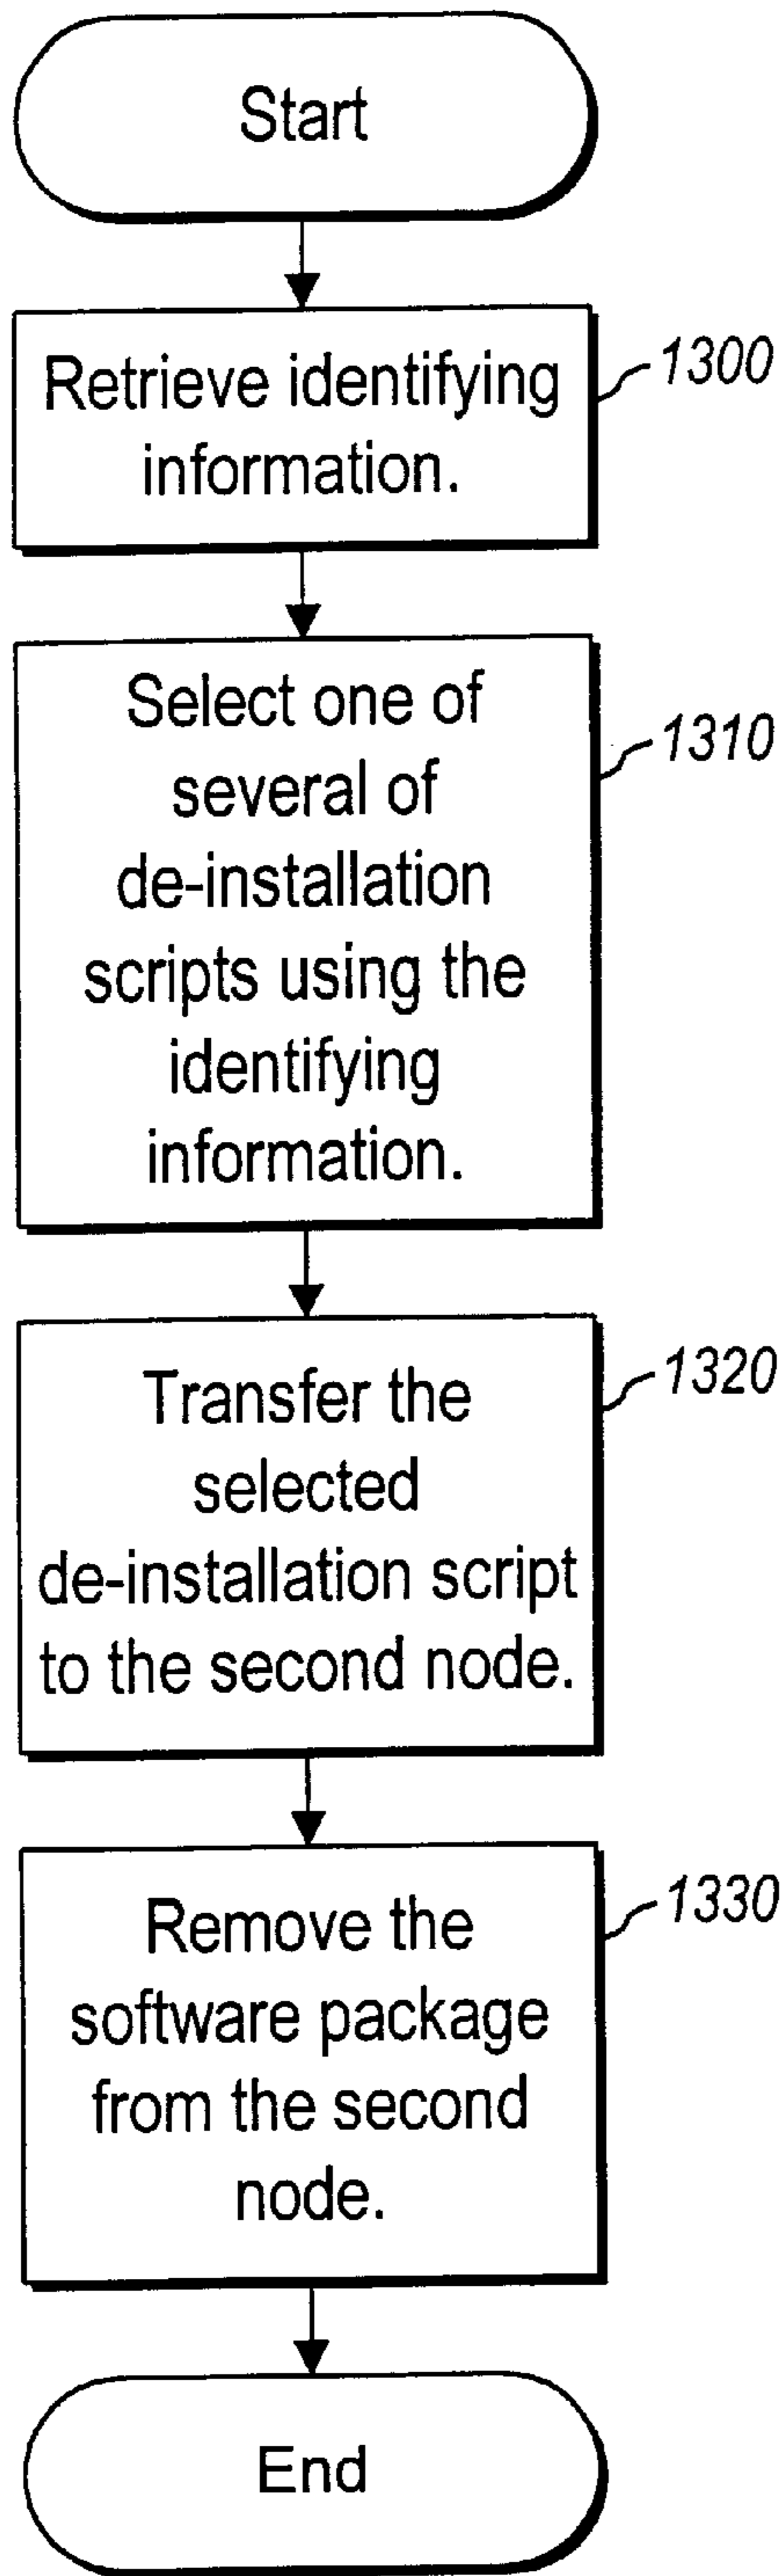 Start
Retrieve identifying
information.
1300
Select one of
several of
de-installation
scripts using the
identifying
information.
1310
Transfer the
selected
de-installation script
to the second node.
1320
Remove the
software package
from the second
node.
1330
End